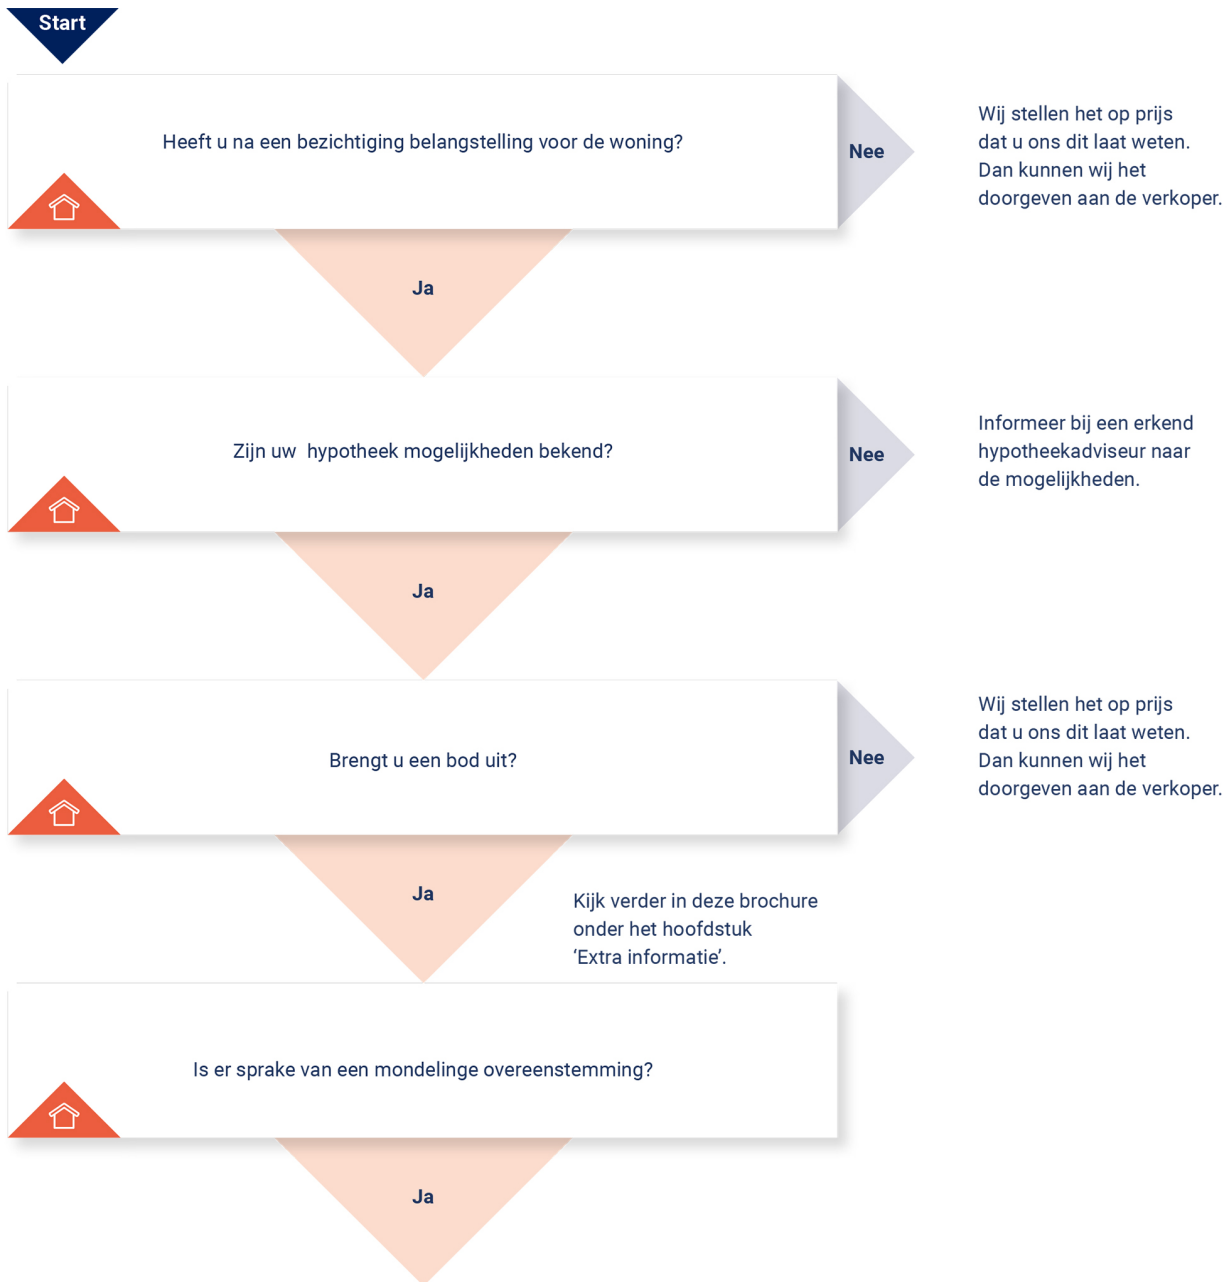 Start
Heeft u na een bezichtiging belangstelling voor de woning?
Nee
Wij stellen het op prijs
dat u ons dit laat weten.
Dan kunnen wij het
doorgeven aan de verkoper.
Ja
Zijn uw  hypotheek mogelijkheden bekend?
Nee
Informeer bij een erkend
hypotheekadviseur naar
de mogelijkheden.
Ja
Brengt u een bod uit?
Nee
Wij stellen het op prijs
dat u ons dit laat weten.
Dan kunnen wij het
doorgeven aan de verkoper.
Ja
Kijk verder in deze brochure
onder het hoofdstuk
‘Extra informatie’.
Is er sprake van een mondelinge overeenstemming?
Ja